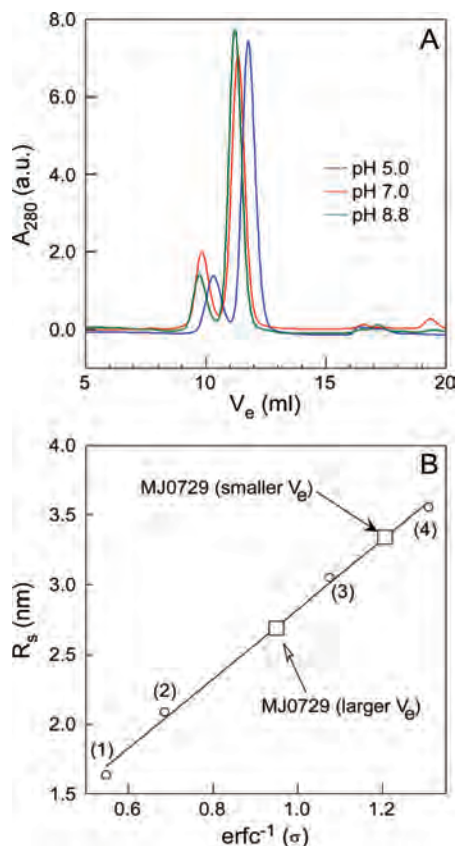 A
8.0
6.0
4.0
2.0
0.0
A280 (a.u.)
pH 5.0
pH 7.0
pH 8.8
5
10
15
20
Ve (ml)
B
4.0
3.5
3.0
2.5
2.0
1.5
Rs (nm)
MJ0729 (smaller Ve)
(4)
(3)
(2)
(1)
MJ0729 (larger Ve)
0.6
0.8
1.0
1.2
erfc-1 (σ)